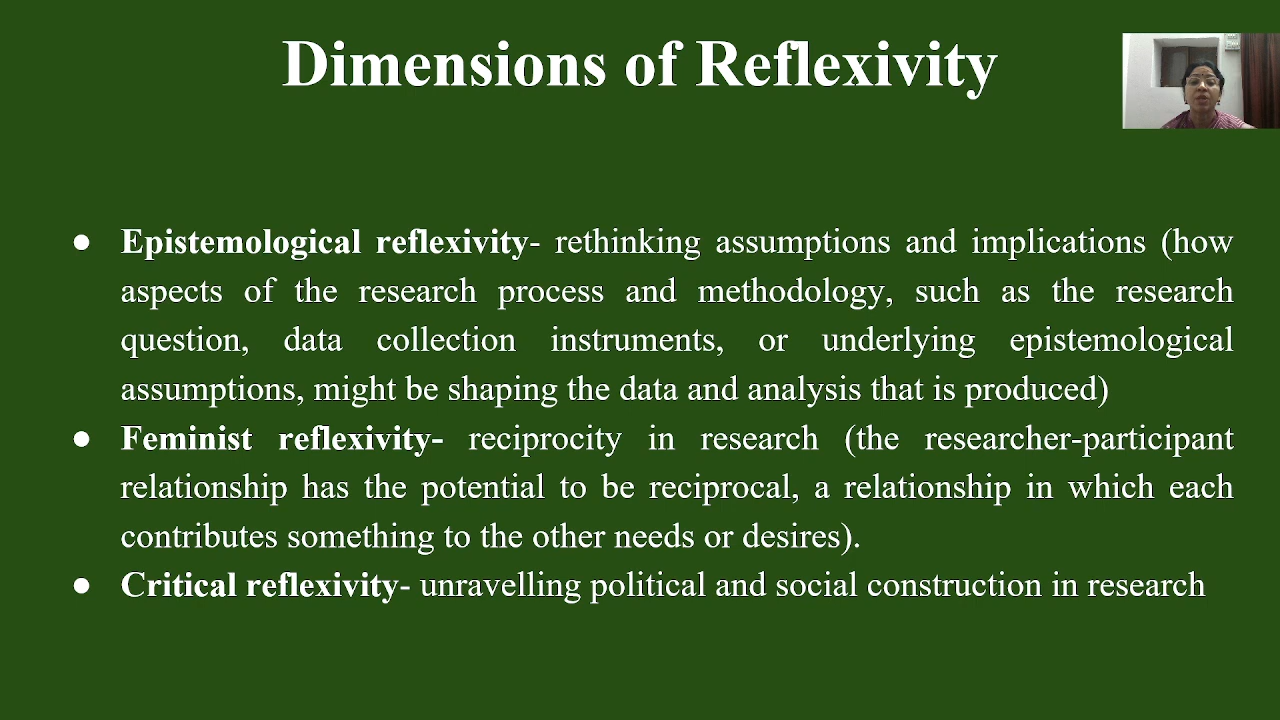 Dimensions of Reflexivity
● Epistemological reflexivity- rethinking assumptions and implications (how
aspects of the research process and methodology, such as the research
question, data collection instruments, or underlying epistemological
assumptions, might be shaping the data and analysis that is produced)
● Feminist reflexivity- reciprocity in research (the researcher-participant
relationship has the potential to be reciprocal, a relationship in which each
contributes something to the other needs or desires).
● Critical reflexivity- unravelling political and social construction in research